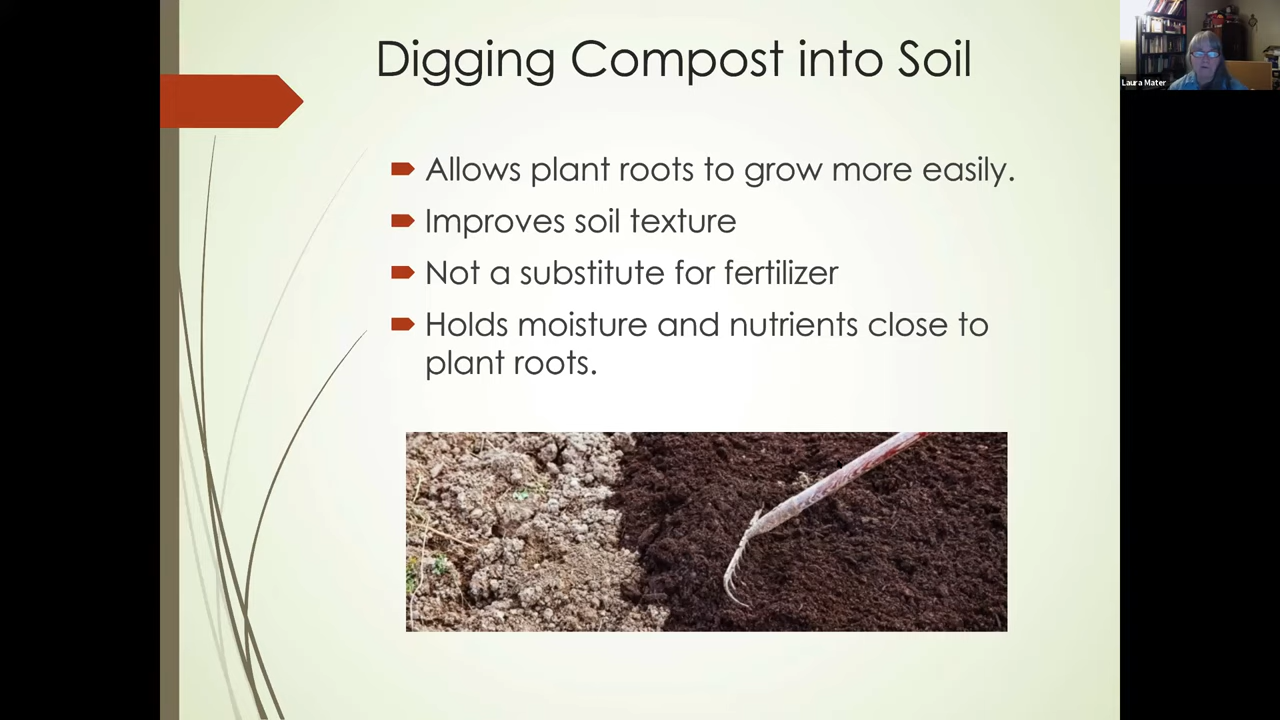 Digging Compost into Soil
Allows plant roots to grow more easily.
Improves soil texture
Not a substitute for fertilizer
Holds moisture and nutrients close to
plant roots.
Laura Mater